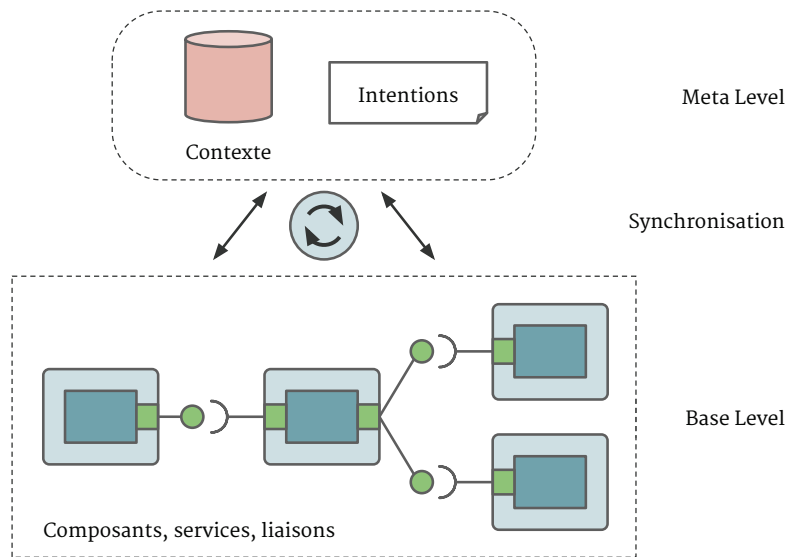 Intentions
Meta Level
Contexte
Synchronisation
Base Level
Composants, services, liaisons